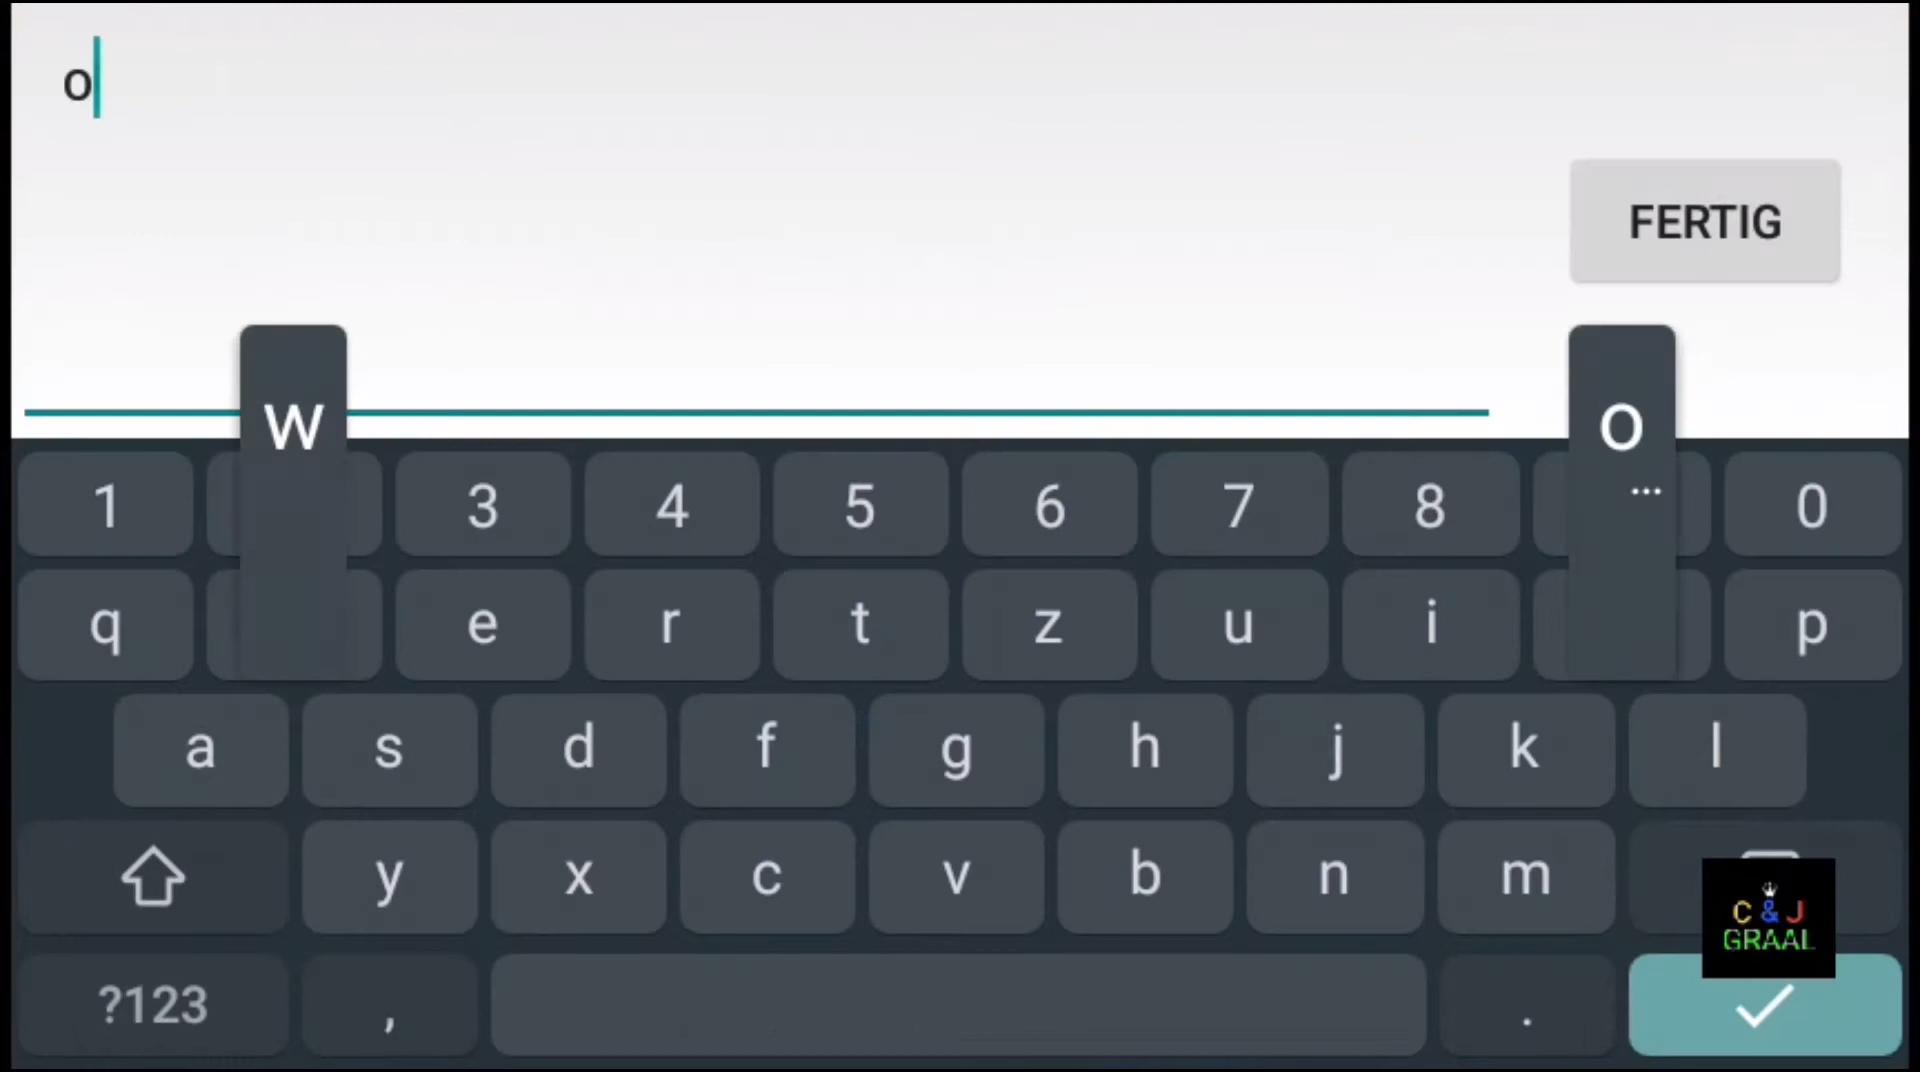 o
FERTIG
w o
...
1 3 4 5 6 7 8 0
q e r t z u i p
a s d f g h j k l
y x c v b n m
C & J
GRAAL
?123 , .